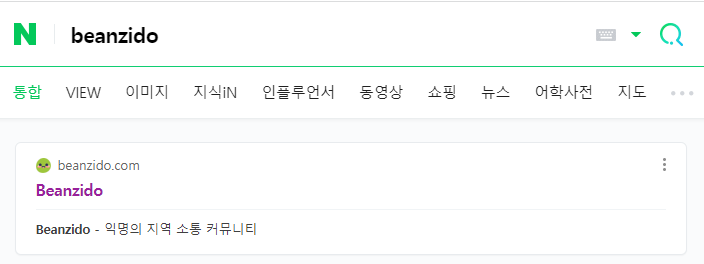 N beanzido
통합 VIEW 이미지 지식iN 인플루언서 동영상 쇼핑 뉴스 어학사전 지도
beanzido.com
Beanzido
Beanzido - 익명의 지역 소통 커뮤니티